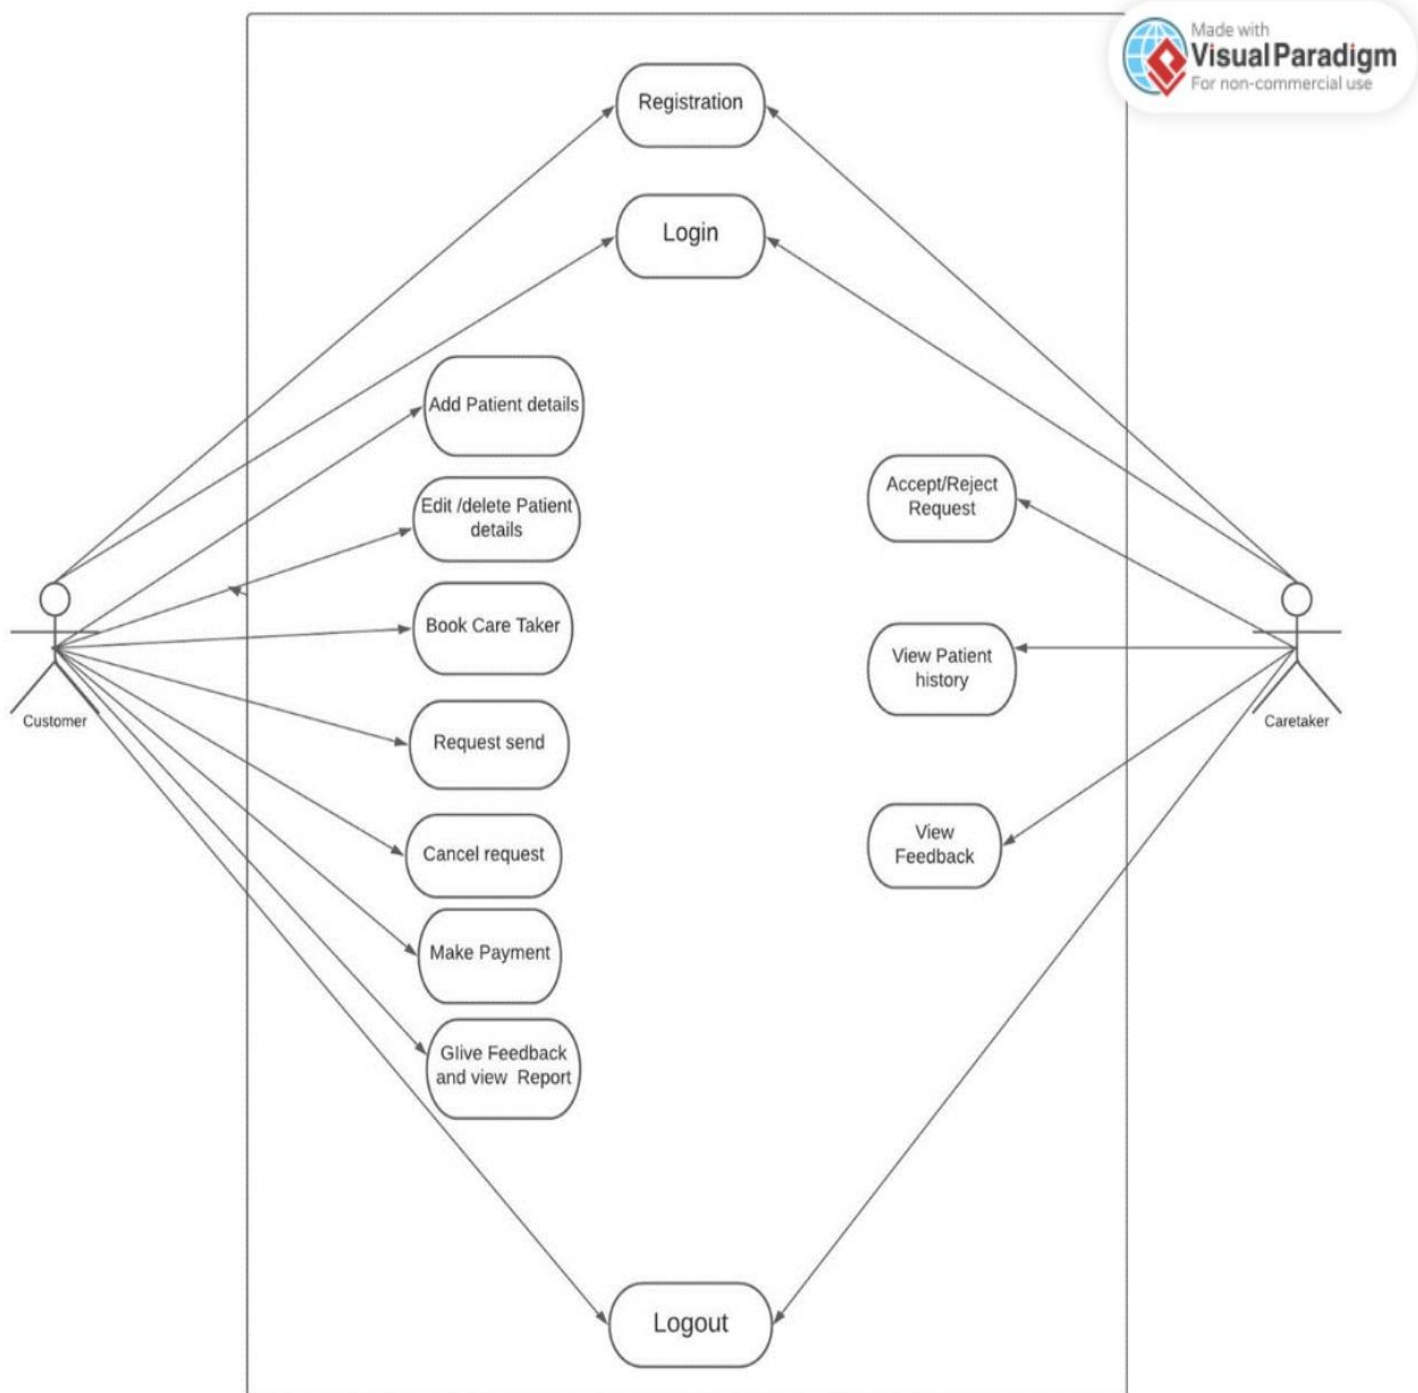 Made with
Visual Paradigm
For non-commercial use
Registration
Login
Add Patient details
Edit /delete Patient
details
Book Care Taker
Request send
Cancel request
Make Payment
GIive Feedback
and view Report
Accept/Reject
Request
View Patient
history
View
Feedback
Customer
Caretaker
Logout